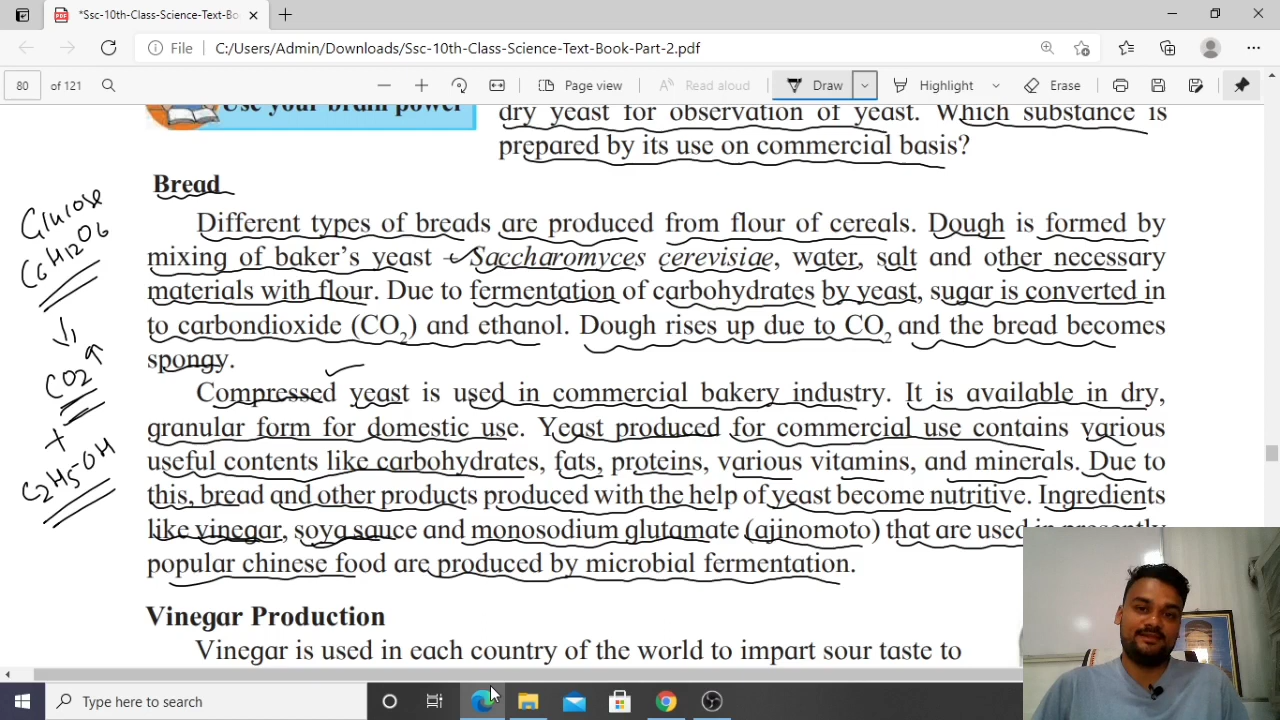 *Ssc-10th-Class-Science-Text-Bo
File
C:/Users/Admin/Downloads/Ssc-10th-Class-Science-Text-Book-Part-2.pdf
80 of 121
Page view
Read aloud
Draw
Highlight
Erase
Use your brain power
dry yeast for observation of yeast. Which substance is
prepared by its use on commercial basis?
Bread
Different types of breads are produced from flour of cereals. Dough is formed by
mixing of baker's yeast - Saccharomyces cerevisiae, water, salt and other necessary
materials with flour. Due to fermentation of carbohydrates by yeast, sugar is converted in
to carbondioxide (CO₂) and ethanol. Dough rises up due to CO₂ and the bread becomes
spongy.
Compressed yeast is used in commercial bakery industry. It is available in dry,
granular form for domestic use. Yeast produced for commercial use contains various
useful contents like carbohydrates, fats, proteins, various vitamins, and minerals. Due to
this, bread and other products produced with the help of yeast become nutritive. Ingredients
like vinegar, soya sauce and monosodium glutamate (ajinomoto) that are used in presently
popular chinese food are produced by microbial fermentation.
Vinegar Production
Vinegar is used in each country of the world to impart sour taste to
Glucose
C6H12O6
↓
CO2↑
+
C2H5OH
Type here to search